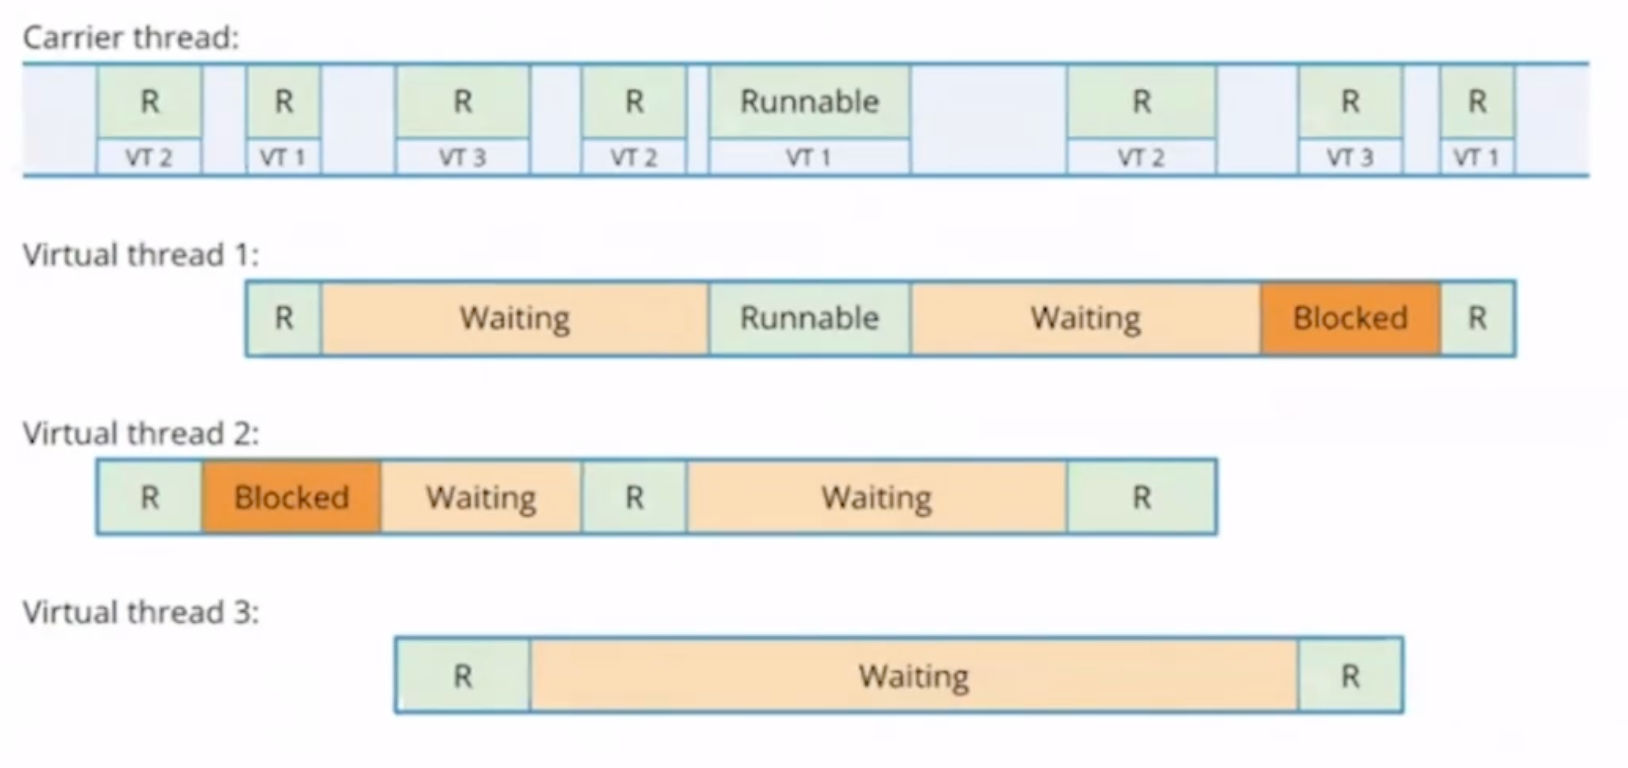 Carrier thread:
R R R R Runnable R R R
VT 2 VT 1 VT 3 VT 2 VT 1 VT 2 VT 3 VT 1
Virtual thread 1:
R Waiting Runnable Waiting Blocked R
Virtual thread 2:
R Blocked Waiting R Waiting R
Virtual thread 3:
R Waiting R